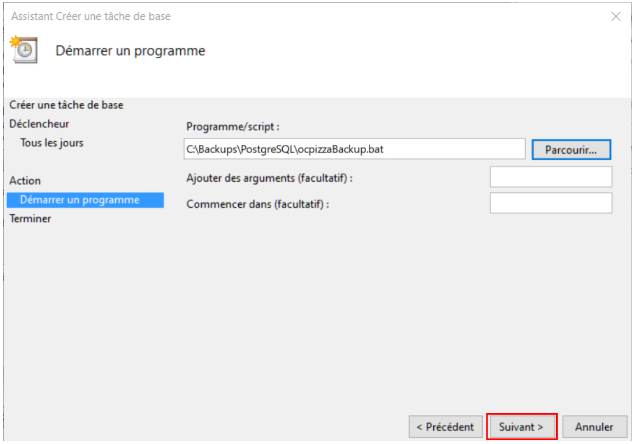 Assistant Créer une tâche de base
Démarrer un programme
Créer une tâche de base
Déclencheur
Tous les jours
Action
Démarrer un programme
Terminer
Programme/script :
C:\Backups\PostgreSQL\ocpizzaBackup.bat
Parcourir...
Ajouter des arguments (facultatif) :
Commencer dans (facultatif) :
< Précédent
Suivant >
Annuler